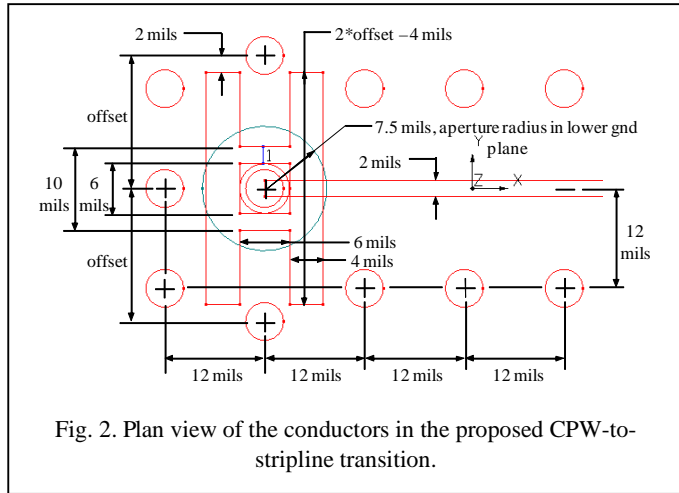 2 mils
2*offset −4 mils
offset
7.5 mils, aperture radius in lower gnd
plane
1
Y
2 mils
Z X
10
mils
6
mils
12
mils
offset
6 mils
4 mils
12 mils 12 mils 12 mils 12 mils
Fig. 2. Plan view of the conductors in the proposed CPW-to-
stripline transition.